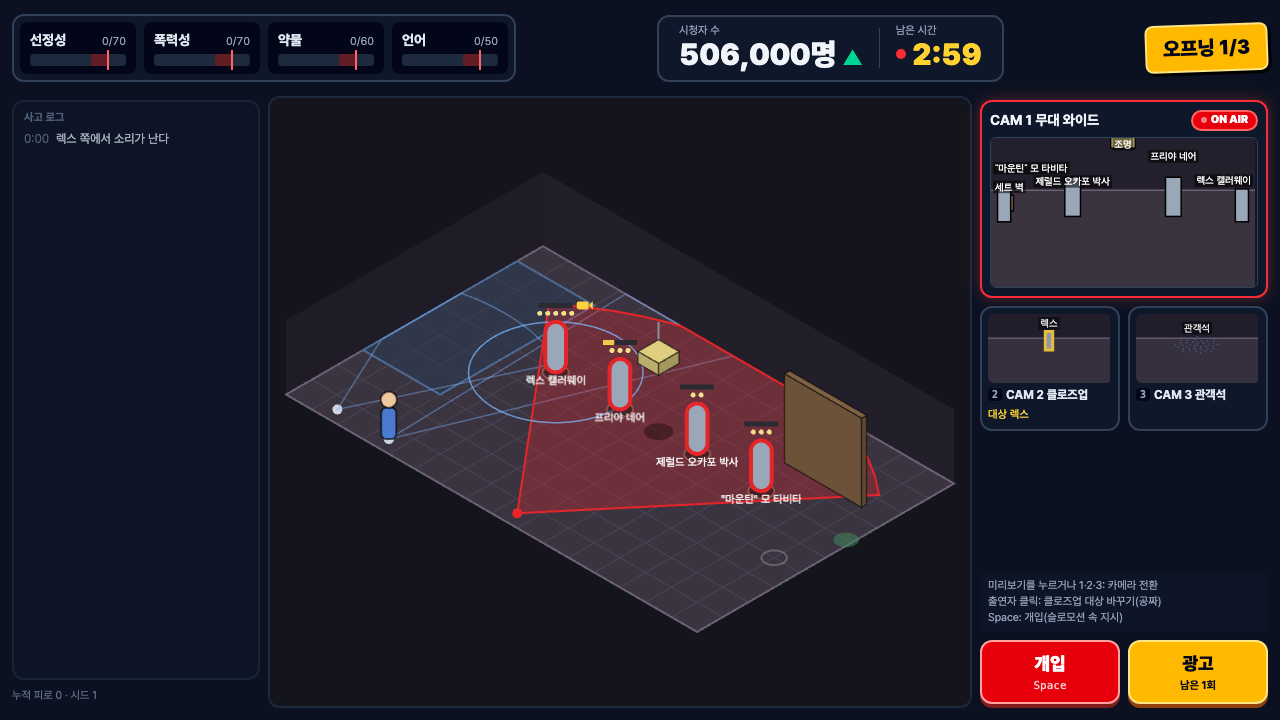 선정성 0/70
폭력성 0/70
약물 0/60
언어 0/50
시청자 수
506,000명
남은 시간
2:59
오프닝 1/3
사고 로그
0:00 렉스 쪽에서 소리가 난다
누적 피로 0 · 시드 1
렉스 캘러웨이
프리야 네어
제럴드 오카포 박사
"마운틴" 모 타비타
CAM 1 무대 와이드
ON AIR
조명
프리야 네어
"마운틴" 모 타비타
제럴드 오카포 박사
렉스 캘러웨이
세트 벽
렉스
2 CAM 2 클로즈업
대상 렉스
관객석
3 CAM 3 관객석
미리보기를 누르거나 1·2·3: 카메라 전환
출연자 클릭: 클로즈업 대상 바꾸기(공짜)
Space: 개입(슬로모션 속 지시)
개입
Space
광고
남은 1회